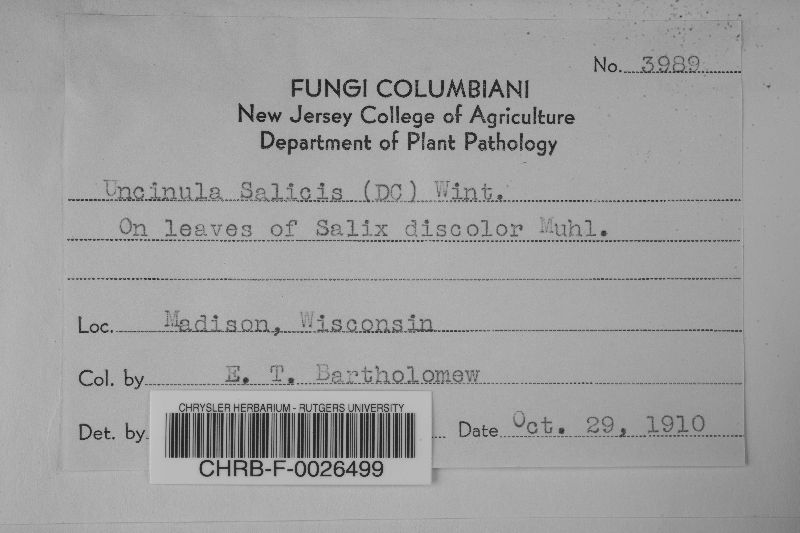 No. 3989
FUNGI COLUMBIANI
New Jersey College of Agriculture
Department of Plant Pathology
Uncinula Salicis (DC) Wint.
On leaves of Salix discolor Muhl.
Loc. Madison, Wisconsin
Col. by E. T. Bartholomew
Det. by
Date Oct. 29, 1910
CHRYSLER HERBARIUM - RUTGERS UNIVERSITY
CHRB-F-0026499